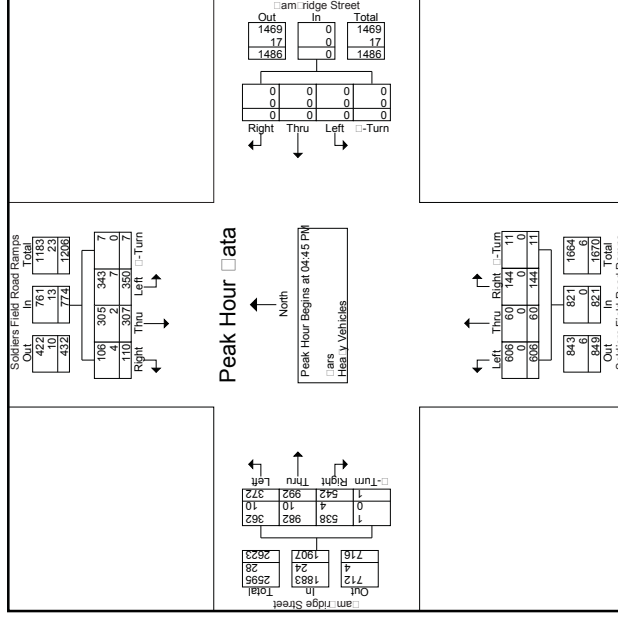 □am□ridge Street
Out In Total
1469 0 1469
17 0 17
1486 0 1486
0 0 0 0
0 0 0 0
0 0 0 0
Right Thru Left □-Turn
Soldiers Field Road Ramps
Out In Total
422 761 1183
10 13 23
432 774 1206
106 305 343 7
4 2 7 0
110 307 350 7
Right Thru Left □-Turn
Peak Hour □ata
North
Peak Hour Begins at 04:45 PM
□ars
Hea□y Vehicles
Left Thru Right □-Turn
606 60 144 11
0 0 0 0
606 60 144 11
843 821 1664
6 0 6
849 821 1670
Out In Total
Left Thru Right □-Turn
372 992 542 1
10 10 4 0
362 982 538 1
2623 1907 716
28 24 4
2595 1883 712
Total In Out
□am□ridge Street